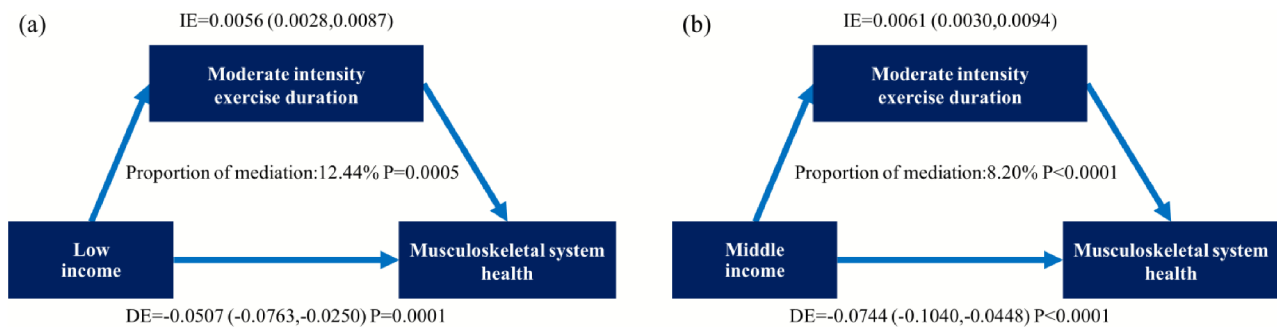 (a)
IE=0.0056 (0.0028,0.0087)
Moderate intensity
exercise duration
Proportion of mediation:12.44% P=0.0005
Low
income
Musculoskeletal system
health
DE=-0.0507 (-0.0763,-0.0250) P=0.0001
(b)
IE=0.0061 (0.0030,0.0094)
Moderate intensity
exercise duration
Proportion of mediation:8.20% P<0.0001
Middle
income
Musculoskeletal system
health
DE=-0.0744 (-0.1040,-0.0448) P<0.0001